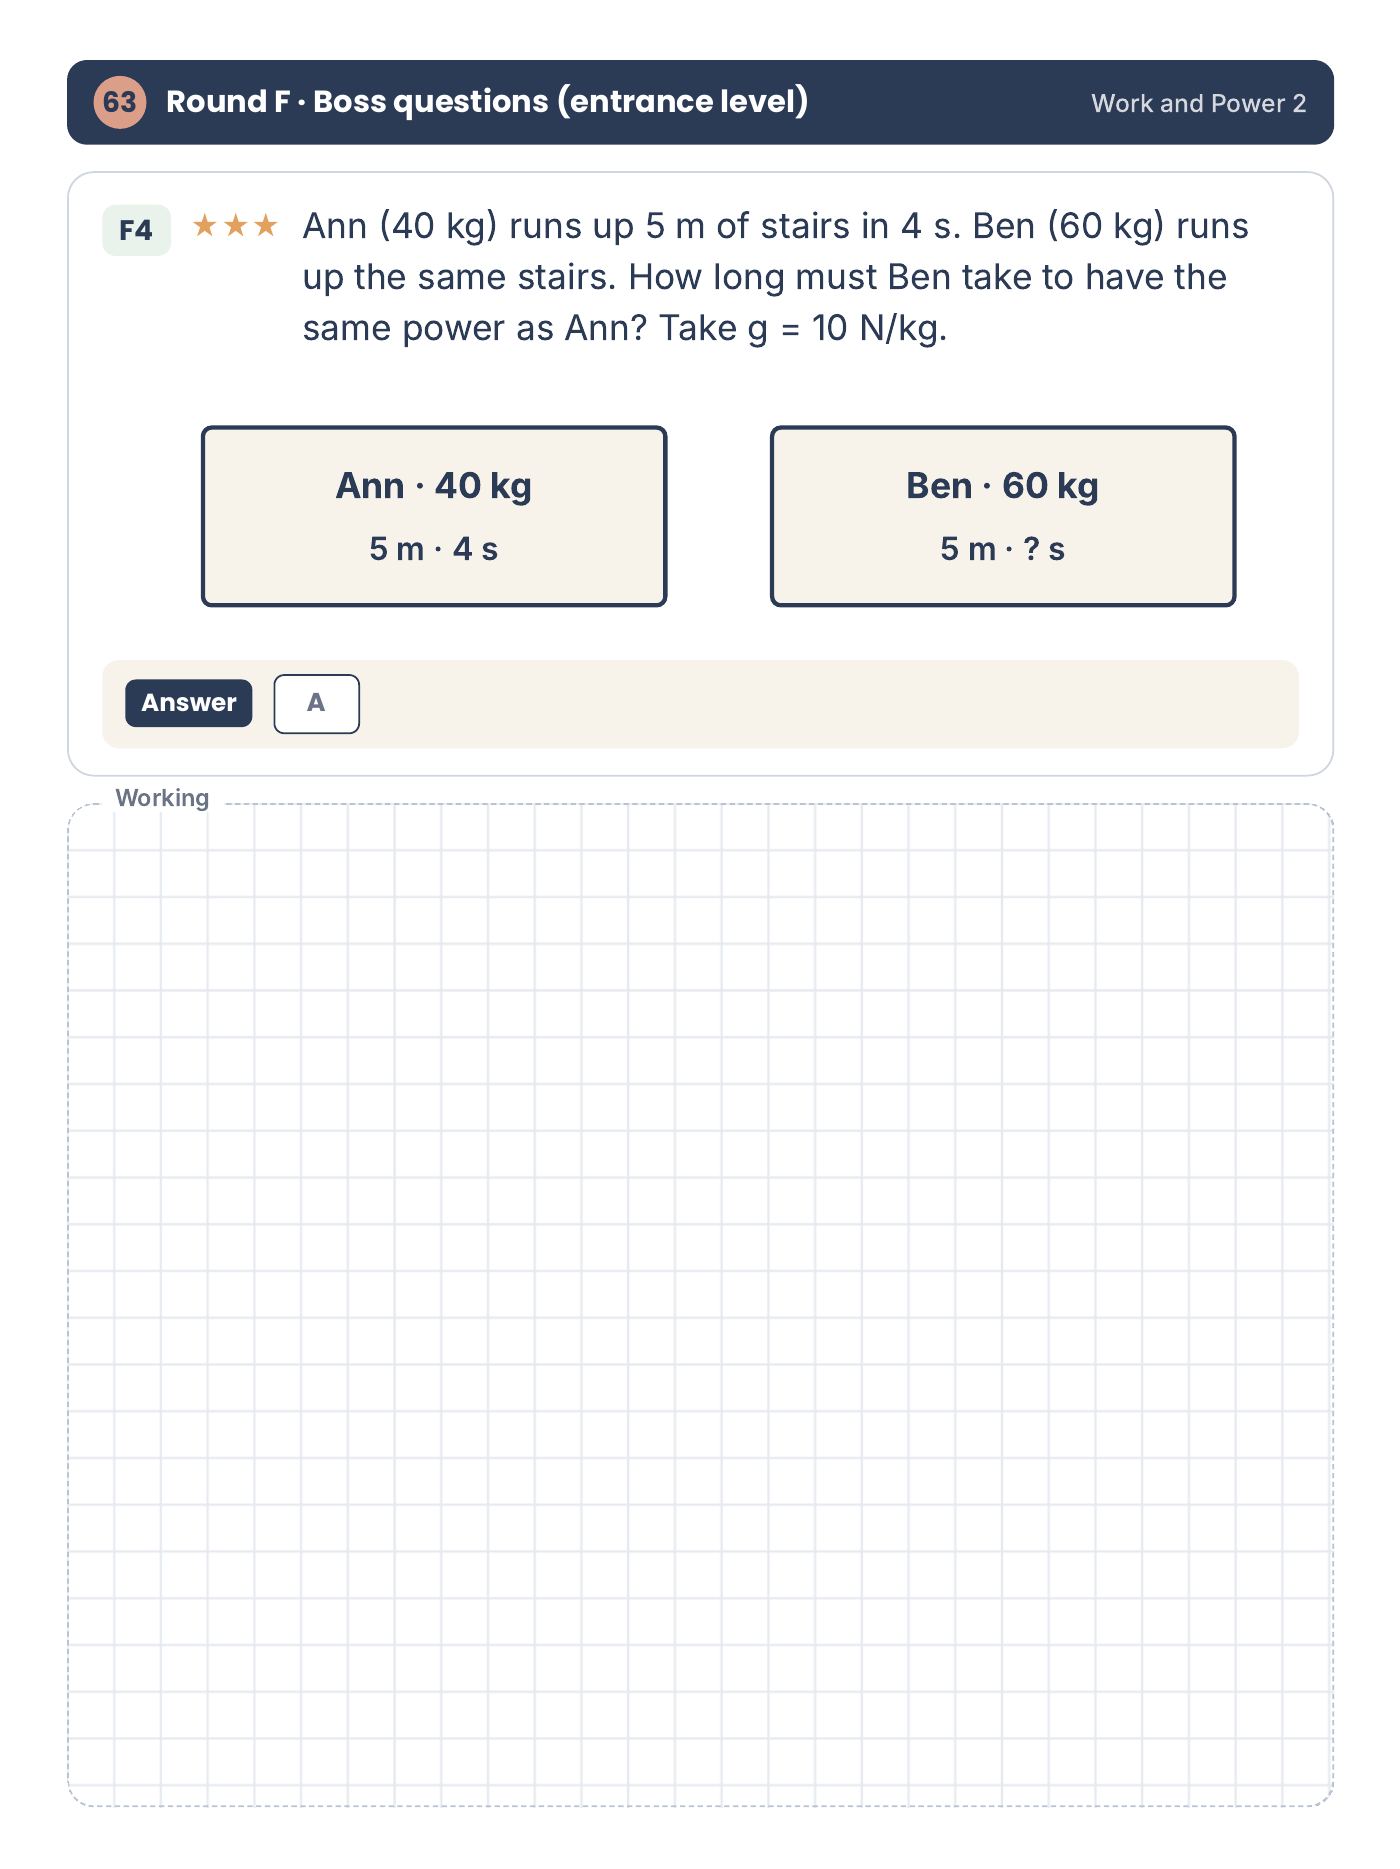 63 Round F · Boss questions (entrance level) Work and Power 2
F4 ★★★ Ann (40 kg) runs up 5 m of stairs in 4 s. Ben (60 kg) runs
up the same stairs. How long must Ben take to have the
same power as Ann? Take g = 10 N/kg.
Ann · 40 kg
5 m · 4 s
Ben · 60 kg
5 m · ? s
Answer A
Working